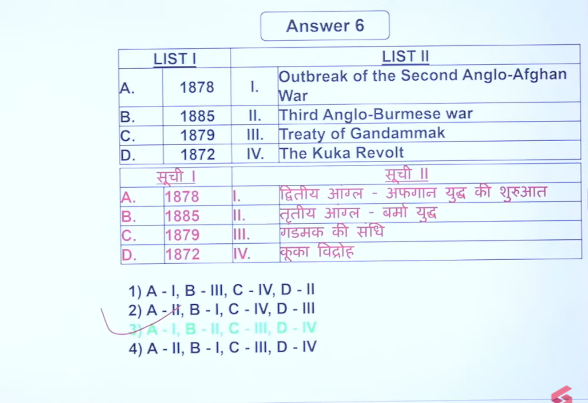 Answer 6
LIST I LIST II
A. 1878 I. Outbreak of the Second Anglo-Afghan
War
B. 1885 II. Third Anglo-Burmese war
C. 1879 III. Treaty of Gandammak
D. 1872 IV. The Kuka Revolt
सूची I सूची II
A. 1878 I. द्वितीय आंग्ल - अफगान युद्ध की शुरुआत
B. 1885 II. तृतीय आंग्ल - बर्मा युद्ध
C. 1879 III. गडमक की संधि
D. 1872 IV. कूका विद्रोह
1) A - I, B - III, C - IV, D - II
2) A - II, B - I, C - IV, D - III
3) A - I, B - II, C - III, D - IV
4) A - II, B - I, C - III, D - IV